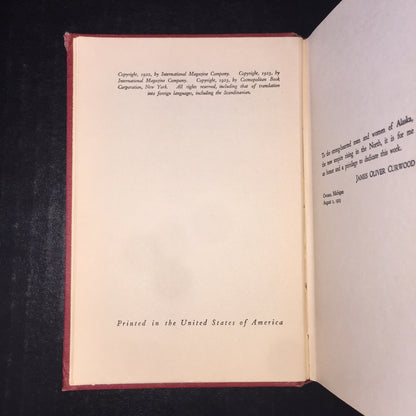 Copyright, 1922, by International Magazine Company. Copyright, 1923, by
International Magazine Company. Copyright, 1923, by Cosmopolitan Book
Corporation, New York. All rights reserved, including that of translation
into foreign languages, including the Scandinavian.
Printed in the United States of America
To the strong-hearted men and women of Alaska,
the new empire rising in the North, it is for me
an honor and a privilege to dedicate this work.
JAMES OLIVER CURWOOD
Owosso, Michigan
August 1, 1923